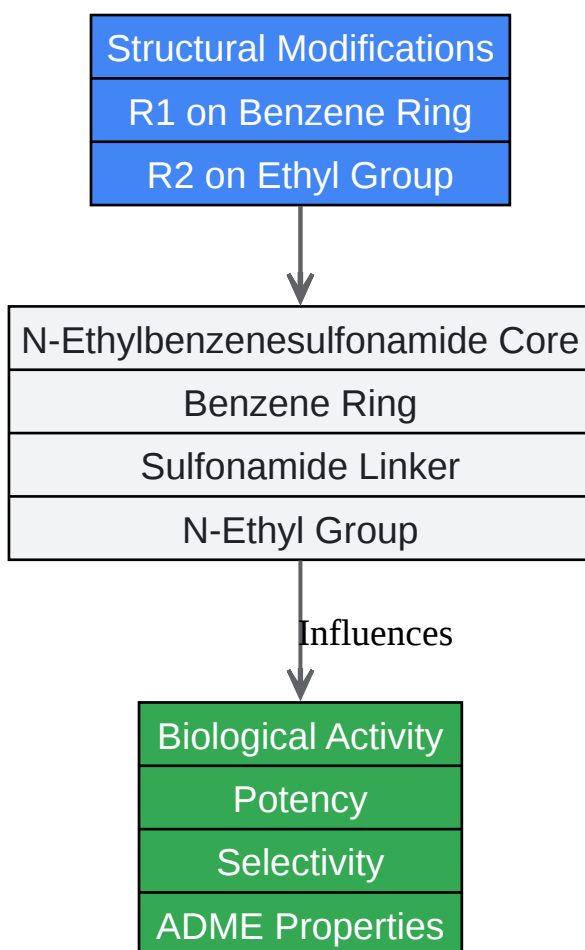 Structural Modifications
R1 on Benzene Ring
R2 on Ethyl Group
N-Ethylbenzenesulfonamide Core
Benzene Ring
Sulfonamide Linker
N-Ethyl Group
Influences
Biological Activity
Potency
Selectivity
ADME Properties